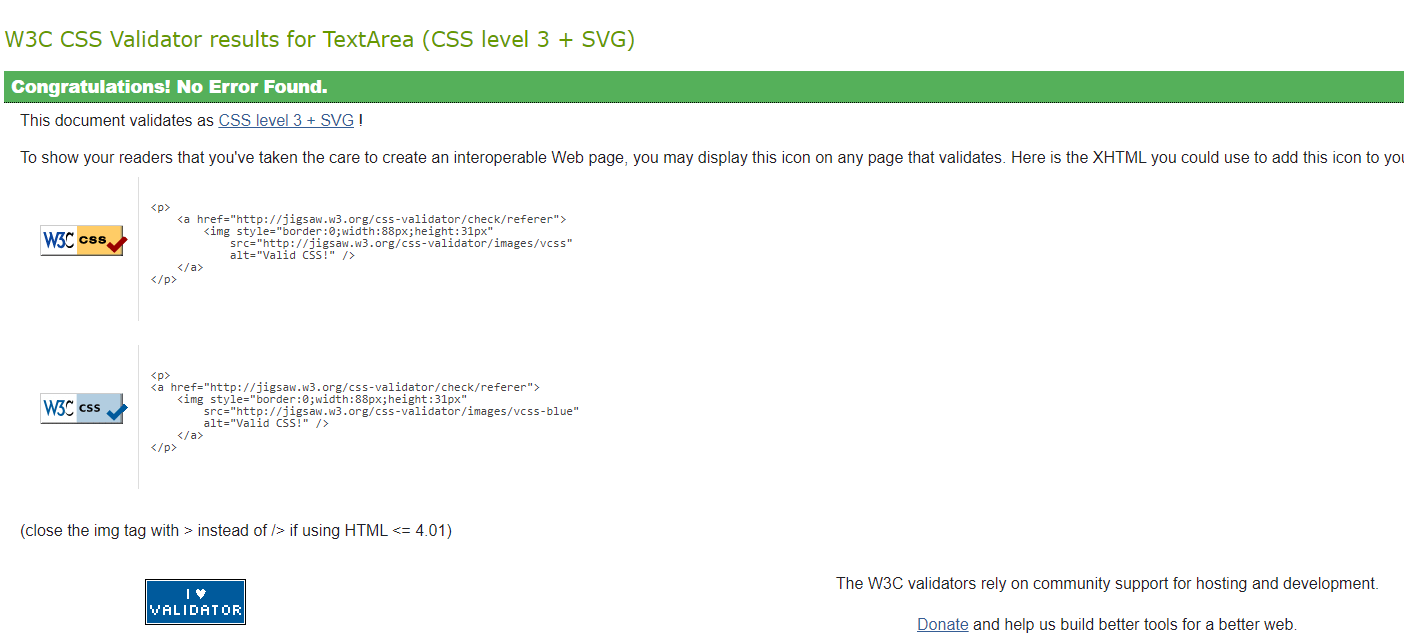 W3C CSS Validator results for TextArea (CSS level 3 + SVG)
Congratulations! No Error Found.
This document validates as CSS level 3 + SVG !
To show your readers that you've taken the care to create an interoperable Web page, you may display this icon on any page that validates. Here is the XHTML you could use to add this icon to you
W3C css
<p>
    <a href="http://jigsaw.w3.org/css-validator/check/referer">
        <img style="border:0;width:88px;height:31px"
            src="http://jigsaw.w3.org/css-validator/images/vcss"
            alt="Valid CSS!" />
    </a>
</p>
W3C css
<p>
<a href="http://jigsaw.w3.org/css-validator/check/referer">
    <img style="border:0;width:88px;height:31px"
        src="http://jigsaw.w3.org/css-validator/images/vcss-blue"
        alt="Valid CSS!" />
    </a>
</p>
(close the img tag with > instead of /> if using HTML <= 4.01)
I ♥
VALIDATOR
The W3C validators rely on community support for hosting and development.
Donate and help us build better tools for a better web.